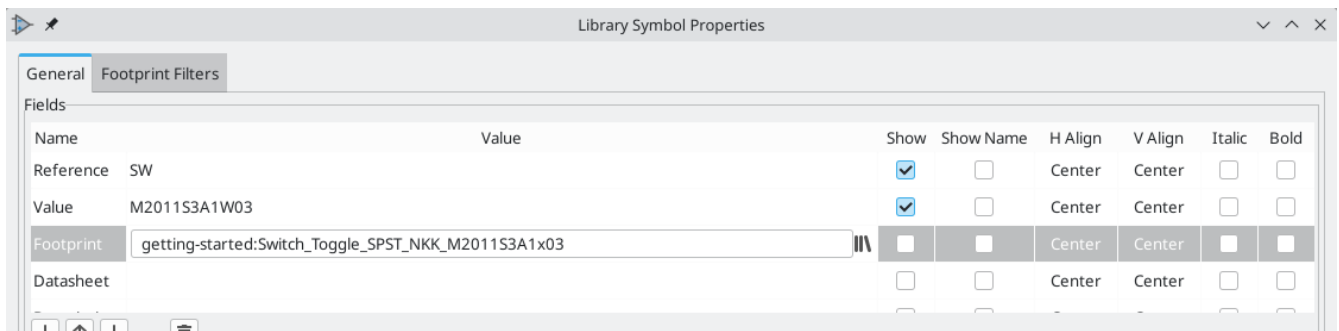 Library Symbol Properties
General Footprint Filters
Fields
Name Value Show Show Name H Align V Align Italic Bold
Reference SW Center Center
Value M2011S3A1W03 Center Center
Footprint getting-started:Switch_Toggle_SPST_NKK_M2011S3A1x03 Center Center
Datasheet Center Center